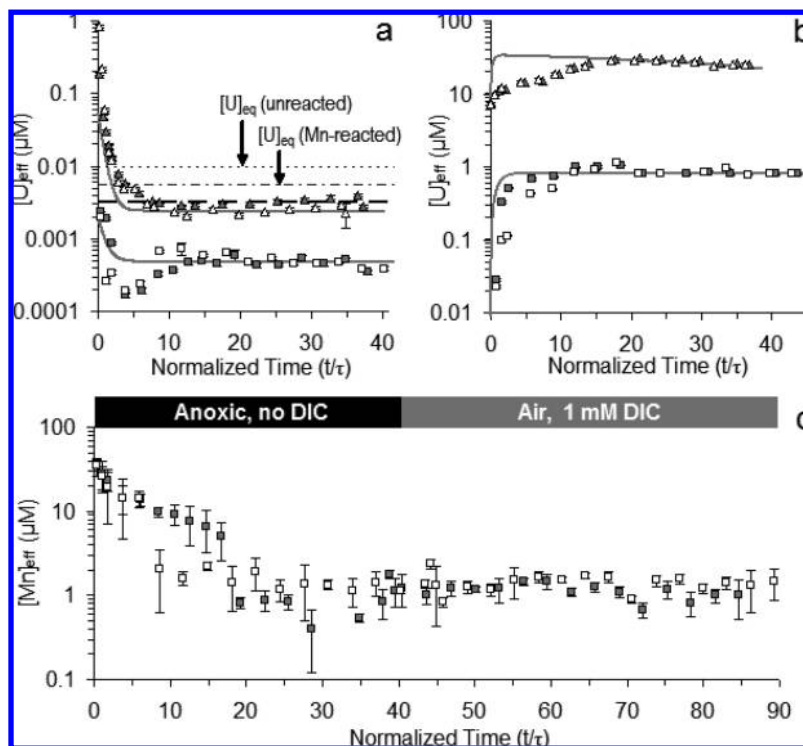 a
[U]eff (μM)
1
0.1
0.01
0.001
0.0001
[U]eq (unreacted)
[U]eq (Mn-reacted)
0 10 20 30 40
Normalized Time (t/τ)
b
[U]eff (μM)
100
10
1
0.1
0.01
0 10 20 30 40
Normalized Time (t/τ)
Anoxic, no DIC
Air, 1 mM DIC
[Mn]eff (μM)
100
10
1
0.1
0 10 20 30 40 50 60 70 80 90
Normalized Time (t/τ)